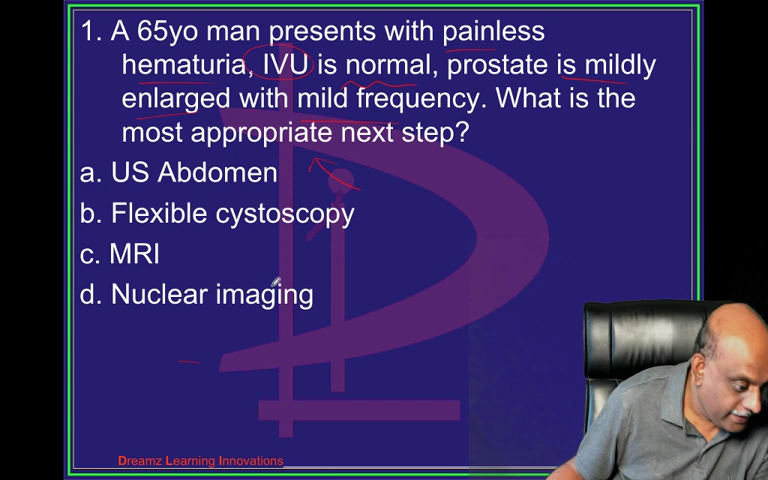 1. A 65yo man presents with painless
hematuria, IVU is normal, prostate is mildly
enlarged with mild frequency. What is the
most appropriate next step?
a. US Abdomen
b. Flexible cystoscopy
c. MRI
d. Nuclear imaging
Dreamz Learning Innovations